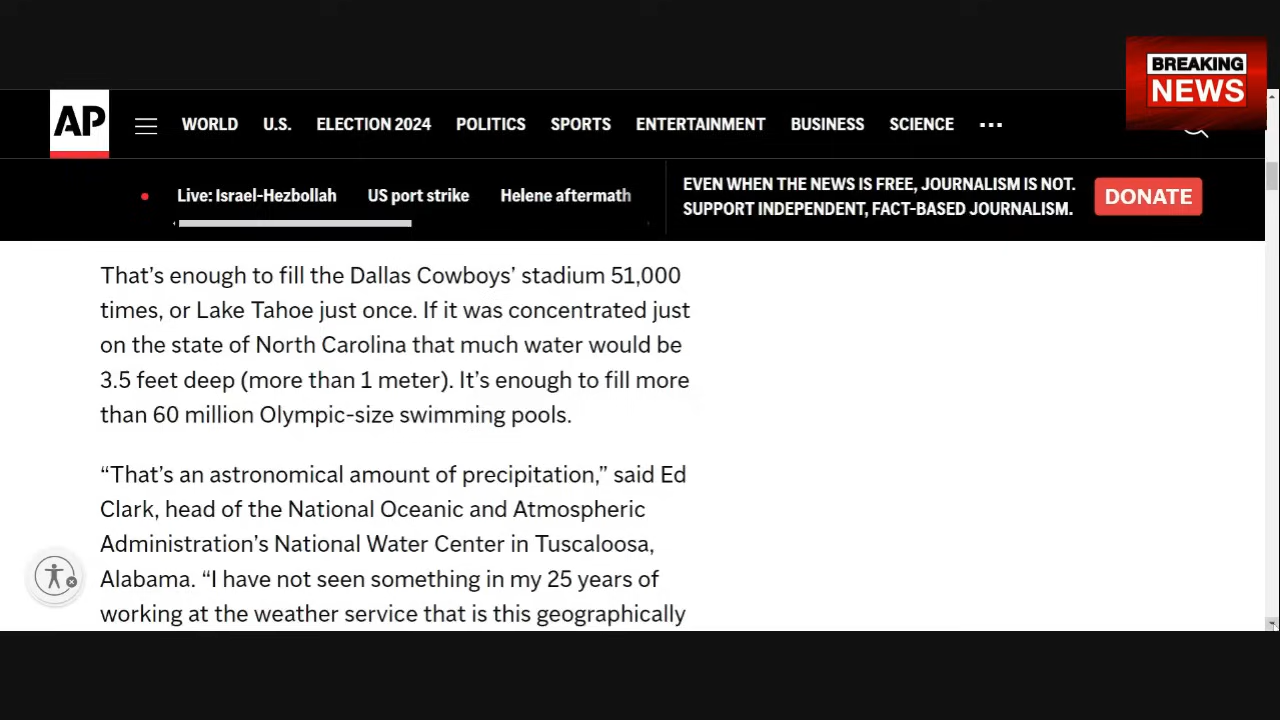 BREAKING
NEWS
AP
WORLD U.S. ELECTION 2024 POLITICS SPORTS ENTERTAINMENT BUSINESS SCIENCE •••
Live: Israel-Hezbollah US port strike Helene aftermath
EVEN WHEN THE NEWS IS FREE, JOURNALISM IS NOT.
SUPPORT INDEPENDENT, FACT-BASED JOURNALISM.
DONATE
That’s enough to fill the Dallas Cowboys’ stadium 51,000
times, or Lake Tahoe just once. If it was concentrated just
on the state of North Carolina that much water would be
3.5 feet deep (more than 1 meter). It’s enough to fill more
than 60 million Olympic-size swimming pools.
“That’s an astronomical amount of precipitation,” said Ed
Clark, head of the National Oceanic and Atmospheric
Administration’s National Water Center in Tuscaloosa,
Alabama. “I have not seen something in my 25 years of
working at the weather service that is this geographically